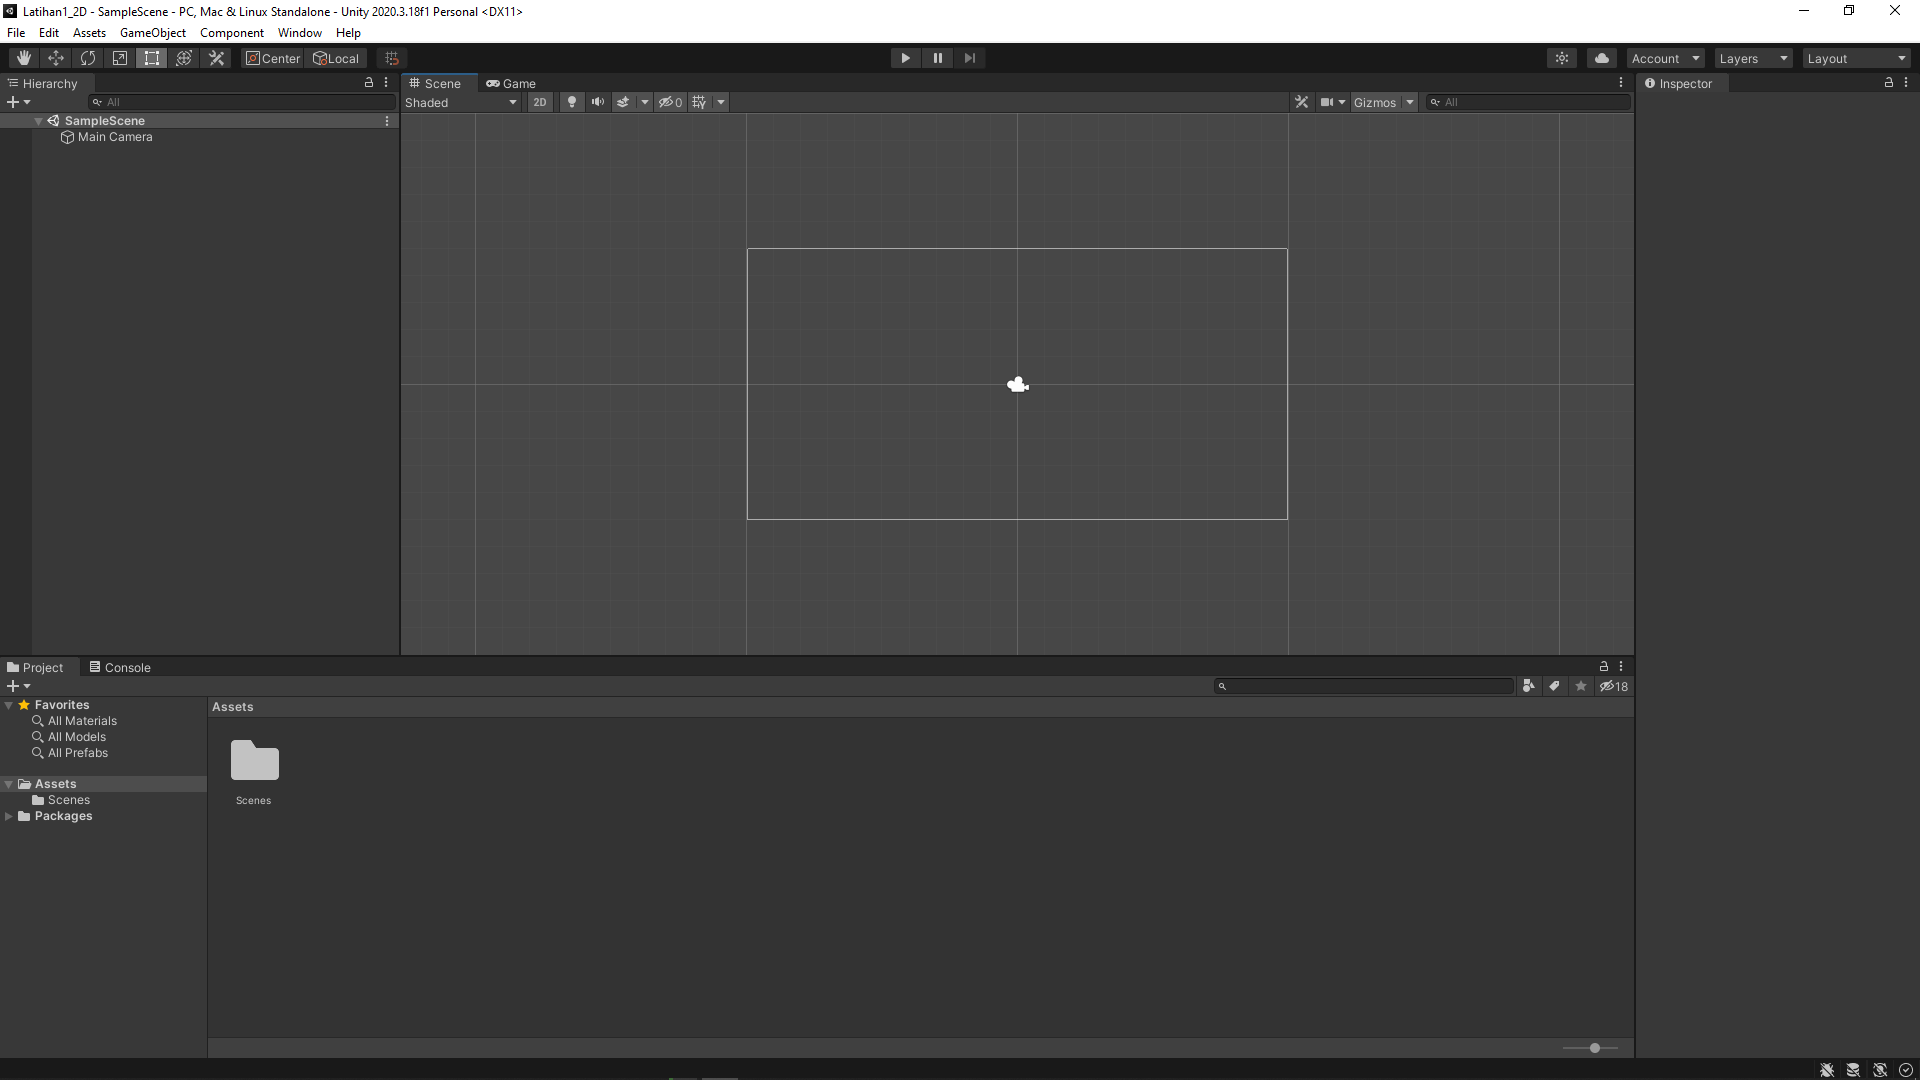 Latihan1_2D - SampleScene - PC, Mac & Linux Standalone - Unity 2020.3.18f1 Personal <DX11>
File Edit Assets GameObject Component Window Help
Center Local Account Layers Layout
Hierarchy
All
SampleScene
Main Camera
Scene Game
Shaded 2D 0 Gizmos All
Inspector
Project Console
18
Favorites
All Materials
All Models
All Prefabs
Assets
Scenes
Packages
Assets
Scenes